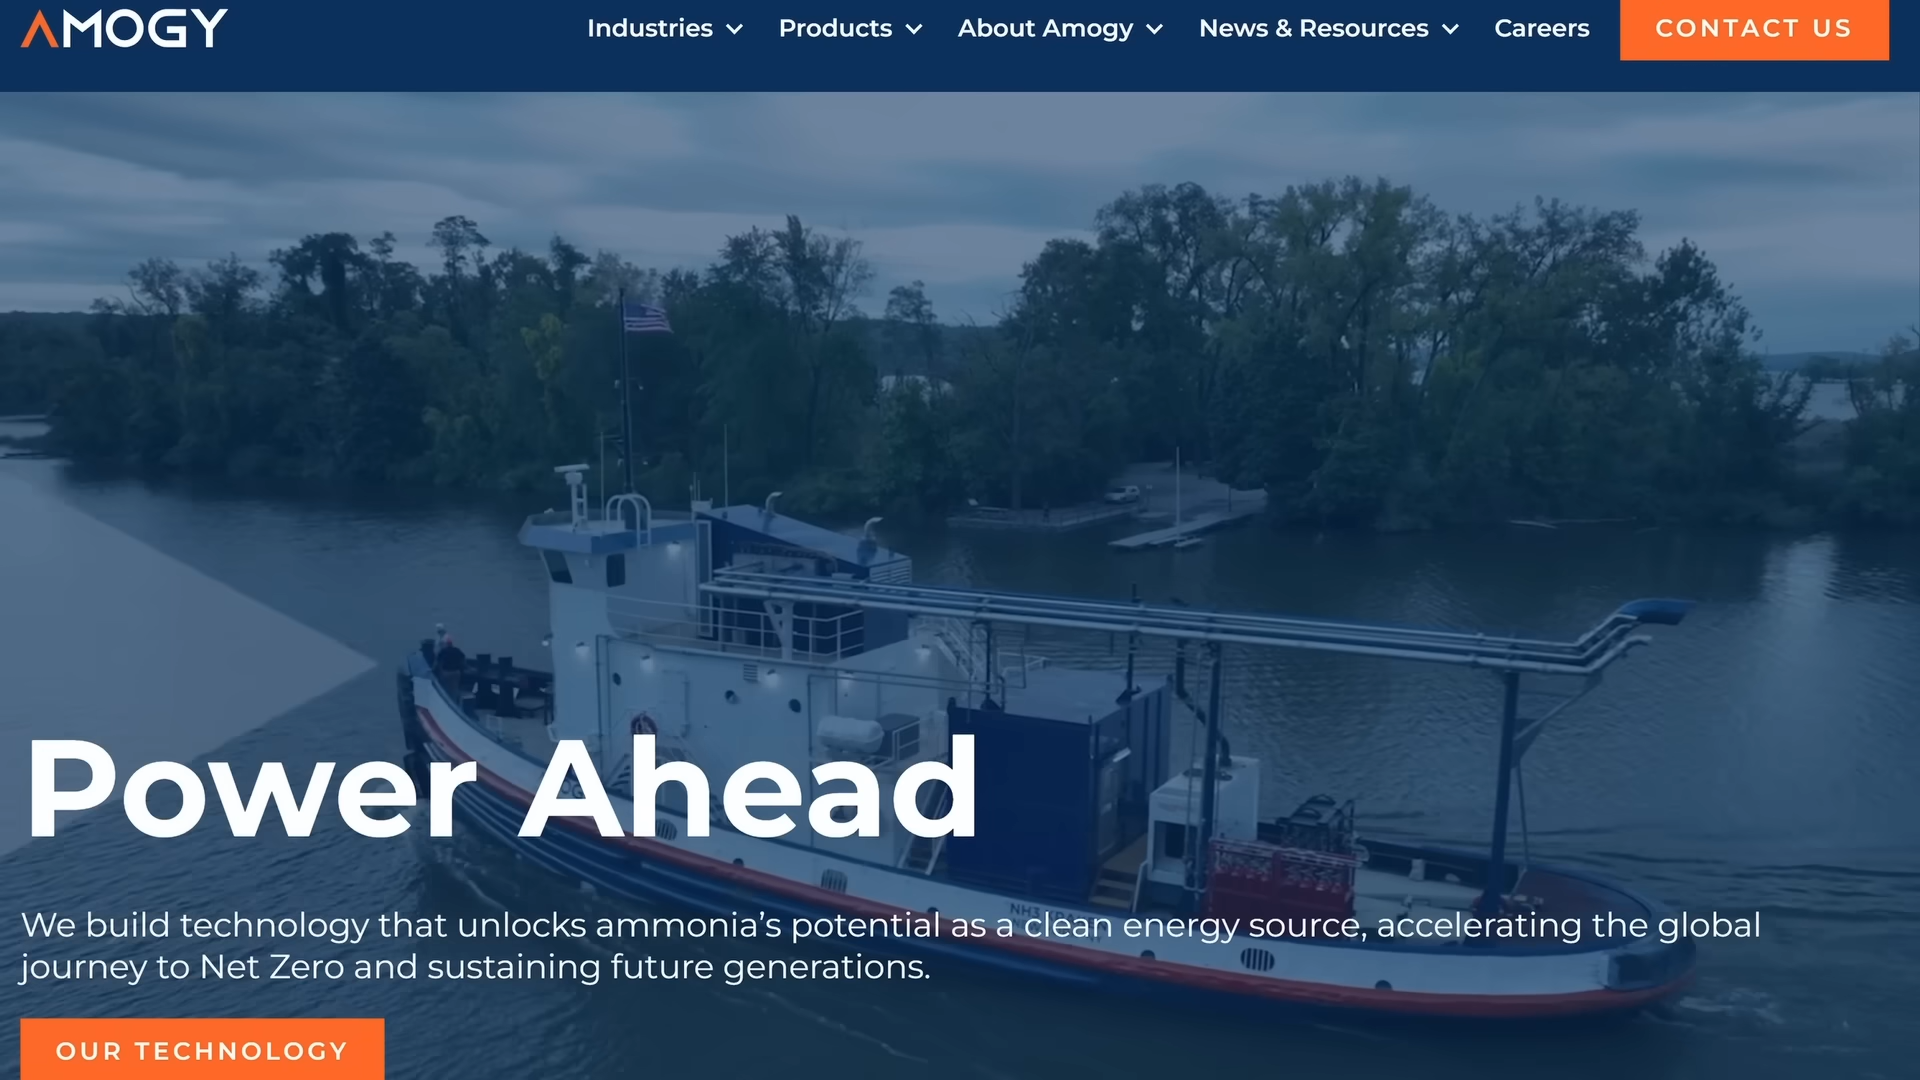 AMOGY
Industries
Products
About Amogy
News & Resources
Careers
CONTACT US
Power Ahead
We build technology that unlocks ammonia’s potential as a clean energy source, accelerating the global
journey to Net Zero and sustaining future generations.
OUR TECHNOLOGY